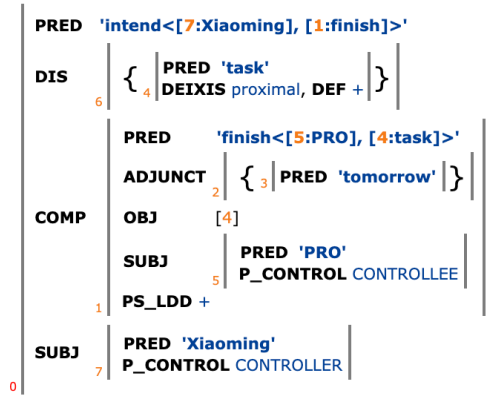 PRED 'intend<[7:Xiaoming], [1:finish]>'
DIS 6 { 4 PRED 'task'
DEIXIS proximal, DEF + }
PRED 'finish<[5:PRO], [4:task]>'
ADJUNCT 2 { 3 PRED 'tomorrow' }
COMP OBJ [4]
SUBJ 5 PRED 'PRO'
P_CONTROL CONTROLLEE
1 PS_LDD +
SUBJ 7 PRED 'Xiaoming'
P_CONTROL CONTROLLER
0